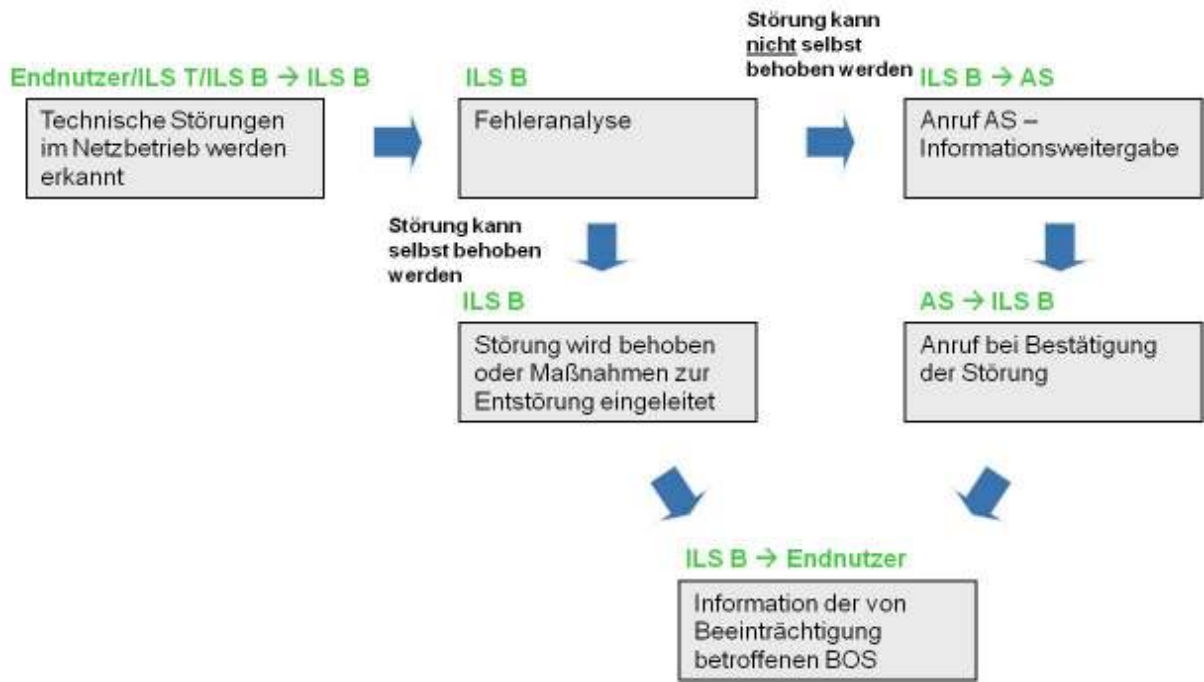 Störung kann
nicht selbst
behoben werden
Endnutzer/ILS T/ILS B → ILS B
Technische Störungen
im Netzbetrieb werden
erkannt
ILS B
Fehleranalyse
ILS B → AS
Anruf AS –
Informationsweitergabe
Störung kann
selbst behoben
werden
ILS B
Störung wird behoben
oder Maßnahmen zur
Entstörung eingeleitet
AS → ILS B
Anruf bei Bestätigung
der Störung
ILS B → Endnutzer
Information der von
Beeinträchtigung
betroffenen BOS